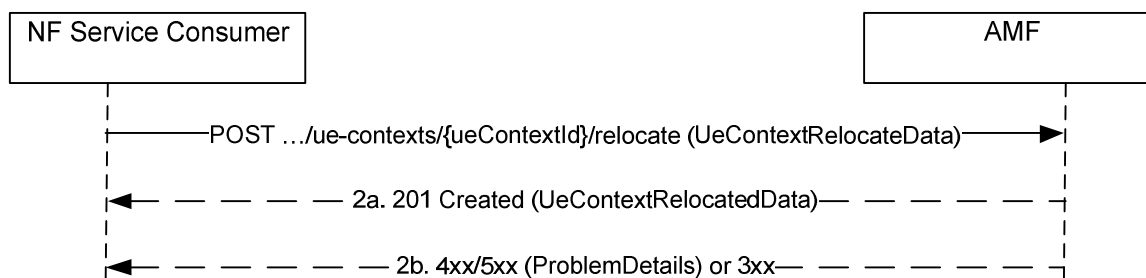 NF Service Consumer
AMF
POST …/ue-contexts/{ueContextId}/relocate (UeContextRelocateData)
2a. 201 Created (UeContextRelocatedData)
2b. 4xx/5xx (ProblemDetails) or 3xx